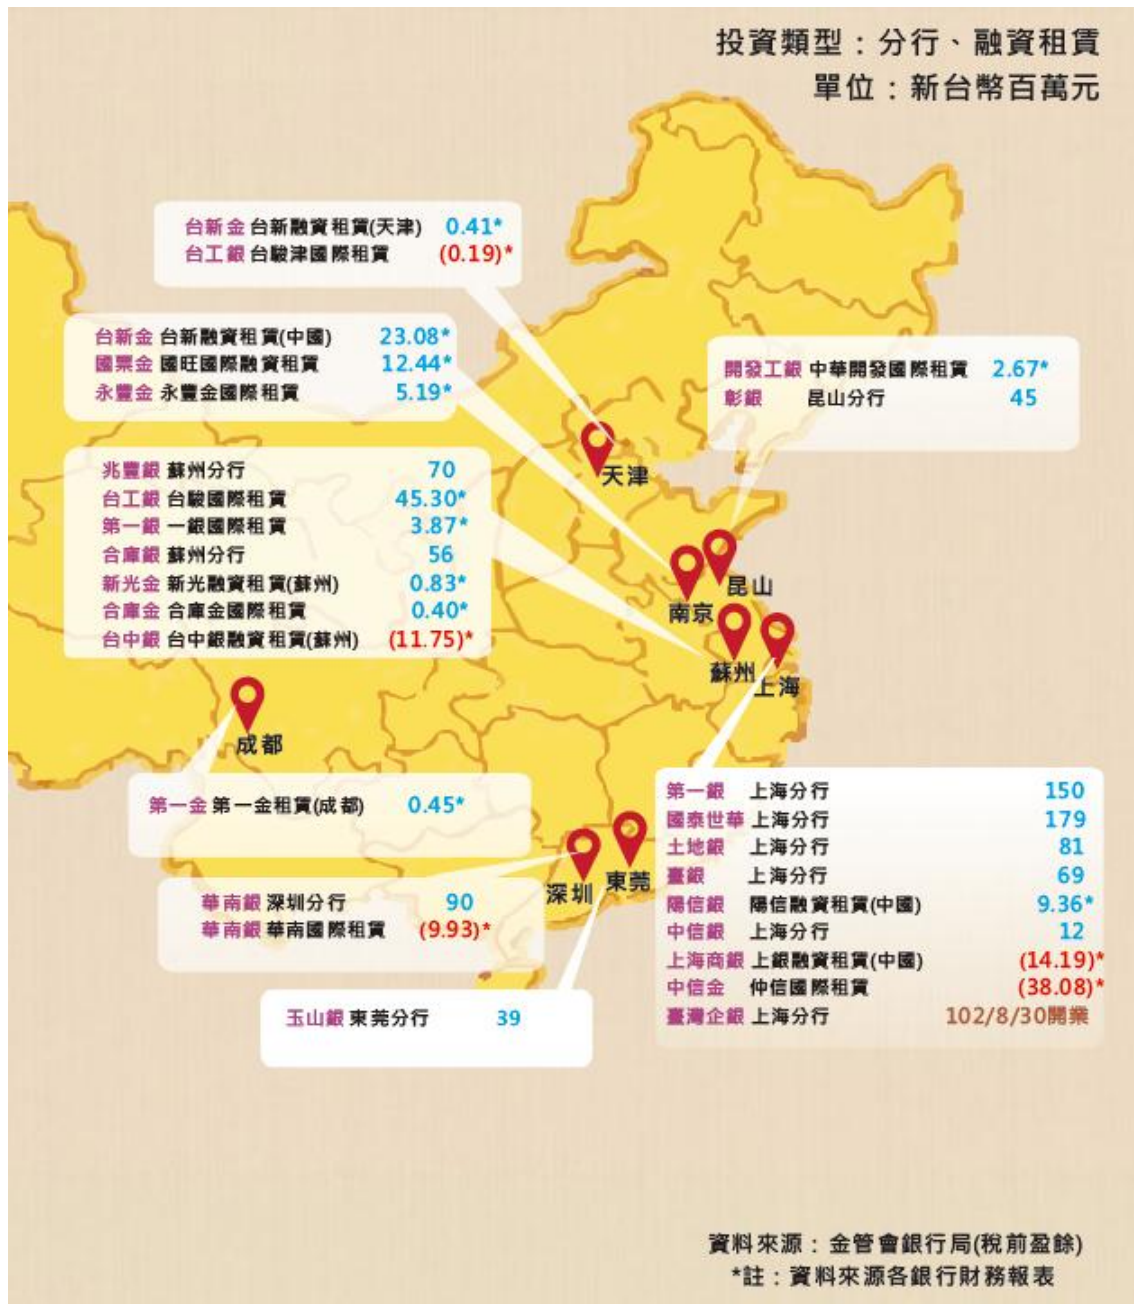 投資類型：分行、融資租賃
單位：新台幣百萬元
台新金 台新融資租賃(天津) 0.41*
台工銀 台駿津國際租賃 (0.19)*
台新金 台新融資租賃(中國) 23.08*
國票金 國旺國際融資租賃 12.44*
永豐金 永豐金國際租賃 5.19*
開發工銀 中華開發國際租賃 2.67*
彰銀 昆山分行 45
兆豐銀 蘇州分行 70
台工銀 台駿國際租賃 45.30*
第一銀 一銀國際租賃 3.87*
合庫銀 蘇州分行 56
新光金 新光融資租賃(蘇州) 0.83*
合庫金 合庫金國際租賃 0.40*
台中銀 台中銀融資租賃(蘇州) (11.75)*
天津
昆山
南京
蘇州
上海
成都
第一金 第一金租賃(成都) 0.45*
深圳
東莞
華南銀 深圳分行 90
華南銀 華南國際租賃 (9.93)*
玉山銀 東莞分行 39
第一銀 上海分行 150
國泰世華 上海分行 179
土地銀 上海分行 81
臺銀 上海分行 69
陽信銀 陽信融資租賃(中國) 9.36*
中信銀 上海分行 12
上海商銀 上銀融資租賃(中國) (14.19)*
中信金 仲信國際租賃 (38.08)*
臺灣企銀 上海分行 102/8/30開業
資料來源：金管會銀行局(稅前盈餘)
*註：資料來源各銀行財務報表